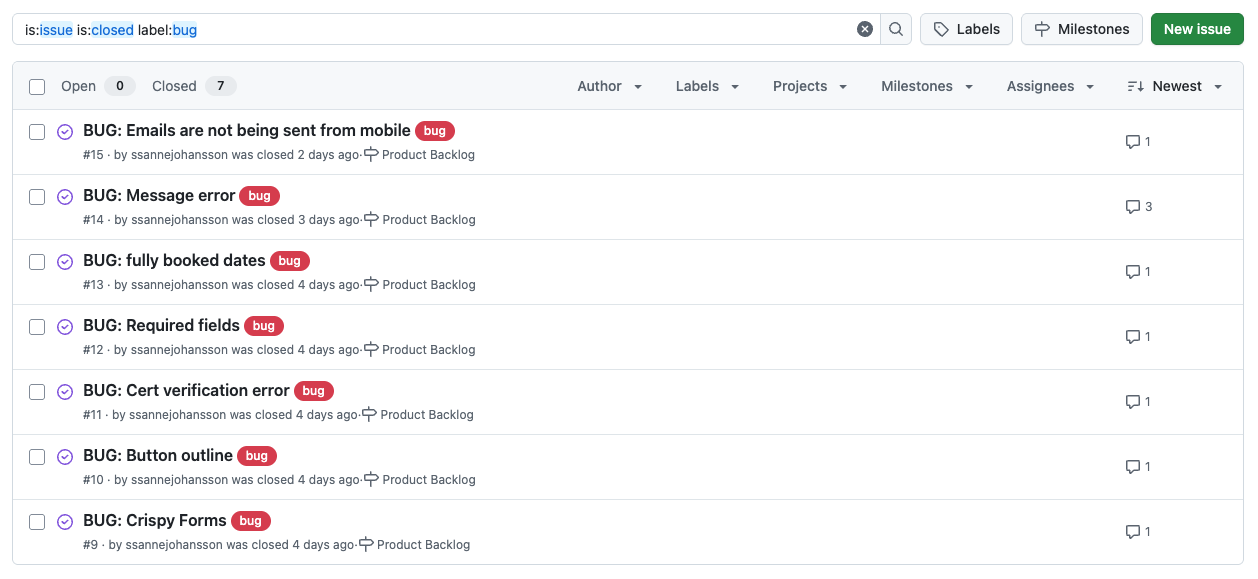 is:issue is:closed label:bug
Labels
Milestones
New issue
Open 0 Closed 7 Author Labels Projects Milestones Assignees Newest
BUG: Emails are not being sent from mobile bug
#15 · by ssannejohansson was closed 2 days ago· Product Backlog
1
BUG: Message error bug
#14 · by ssannejohansson was closed 3 days ago· Product Backlog
3
BUG: fully booked dates bug
#13 · by ssannejohansson was closed 4 days ago· Product Backlog
1
BUG: Required fields bug
#12 · by ssannejohansson was closed 4 days ago· Product Backlog
1
BUG: Cert verification error bug
#11 · by ssannejohansson was closed 4 days ago· Product Backlog
1
BUG: Button outline bug
#10 · by ssannejohansson was closed 4 days ago· Product Backlog
1
BUG: Crispy Forms bug
#9 · by ssannejohansson was closed 4 days ago· Product Backlog
1